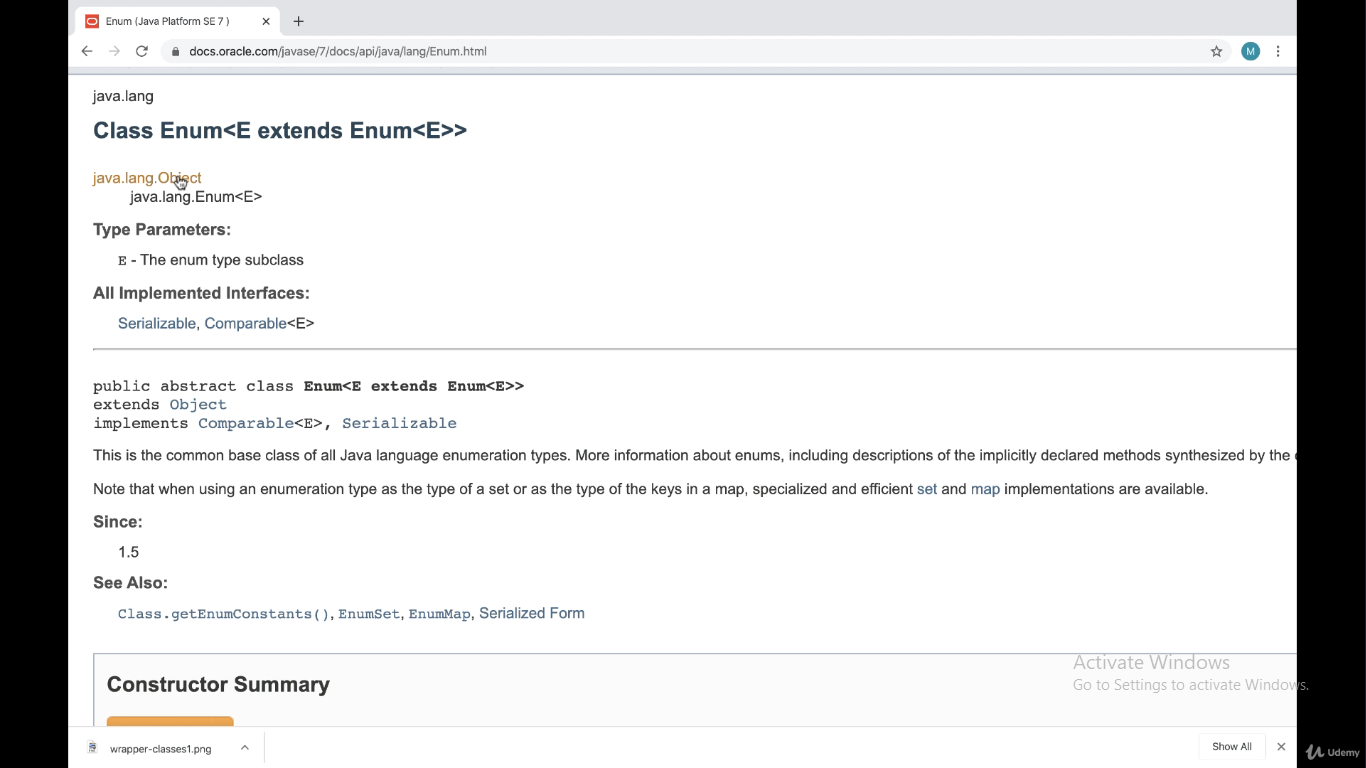 Enum (Java Platform SE 7 )
docs.oracle.com/javase/7/docs/api/java/lang/Enum.html
M
java.lang
Class Enum<E extends Enum<E>>
java.lang.Object
java.lang.Enum<E>
Type Parameters:
E - The enum type subclass
All Implemented Interfaces:
Serializable, Comparable<E>
public abstract class Enum<E extends Enum<E>>
extends Object
implements Comparable<E>, Serializable
This is the common base class of all Java language enumeration types. More information about enums, including descriptions of the implicitly declared methods synthesized by the
Note that when using an enumeration type as the type of a set or as the type of the keys in a map, specialized and efficient set and map implementations are available.
Since:
1.5
See Also:
Class.getEnumConstants(), EnumSet, EnumMap, Serialized Form
Constructor Summary
Activate Windows
Go to Settings to activate Windows.
wrapper-classes1.png
Show All
Udemy